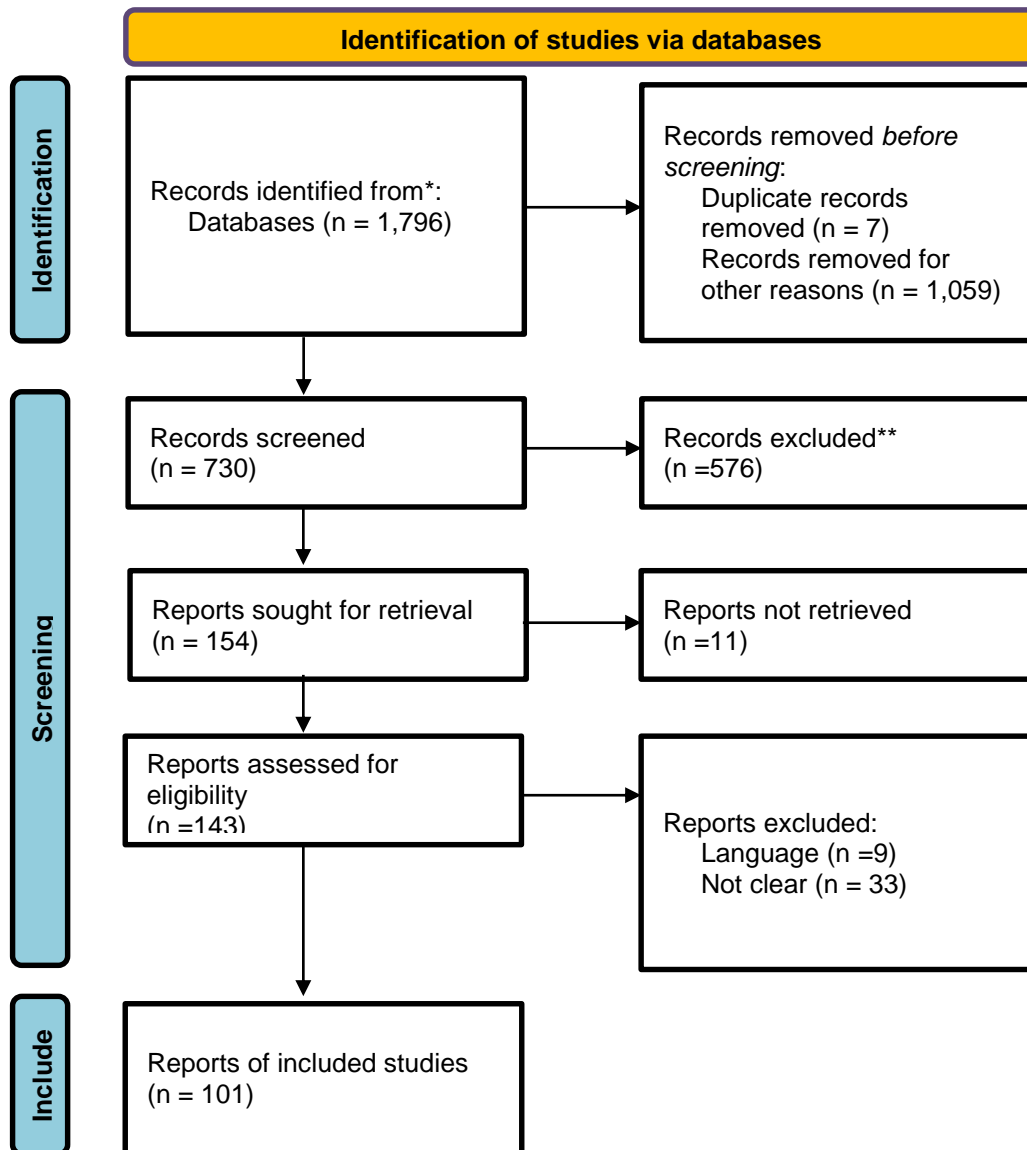 Identification of studies via databases
Identification
Records identified from*:
Databases (n = 1,796)
Records removed before
screening:
Duplicate records
removed (n = 7)
Records removed for
other reasons (n = 1,059)
Screening
Records screened
(n = 730)
Records excluded**
(n =576)
Reports sought for retrieval
(n = 154)
Reports not retrieved
(n =11)
Reports assessed for
eligibility
(n =143)
Reports excluded:
Language (n =9)
Not clear (n = 33)
Include
Reports of included studies
(n = 101)